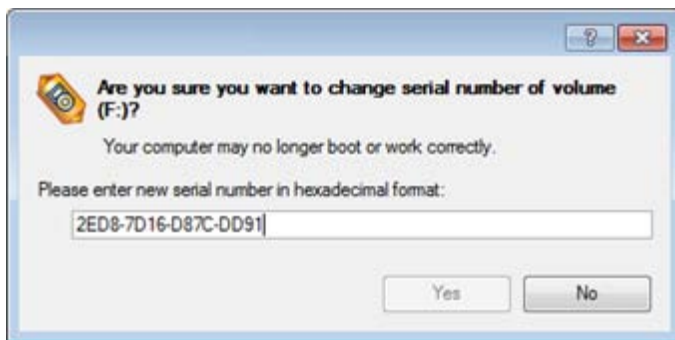 Are you sure you want to change serial number of volume
(F:)?
Your computer may no longer boot or work correctly.
Please enter new serial number in hexadecimal format:
2ED8-7D16-D87C-DD91
Yes No